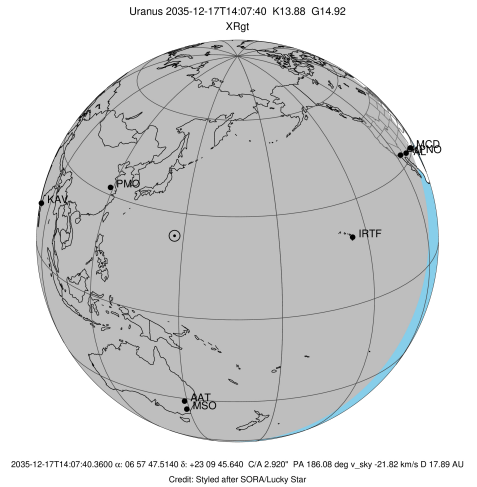 Uranus 2035-12-17T14:07:40 K13.88 G14.92
XRgt
MCD
KAV
PMO
IRTF
AAT
MSO
2035-12-17T14:07:40.3600 α: 06 57 47.5140 δ: +23 09 45.640 C/A 2.920" PA 186.08 deg v_sky -21.82 km/s D 17.89 AU
Credit: Styled after SORA/Lucky Star